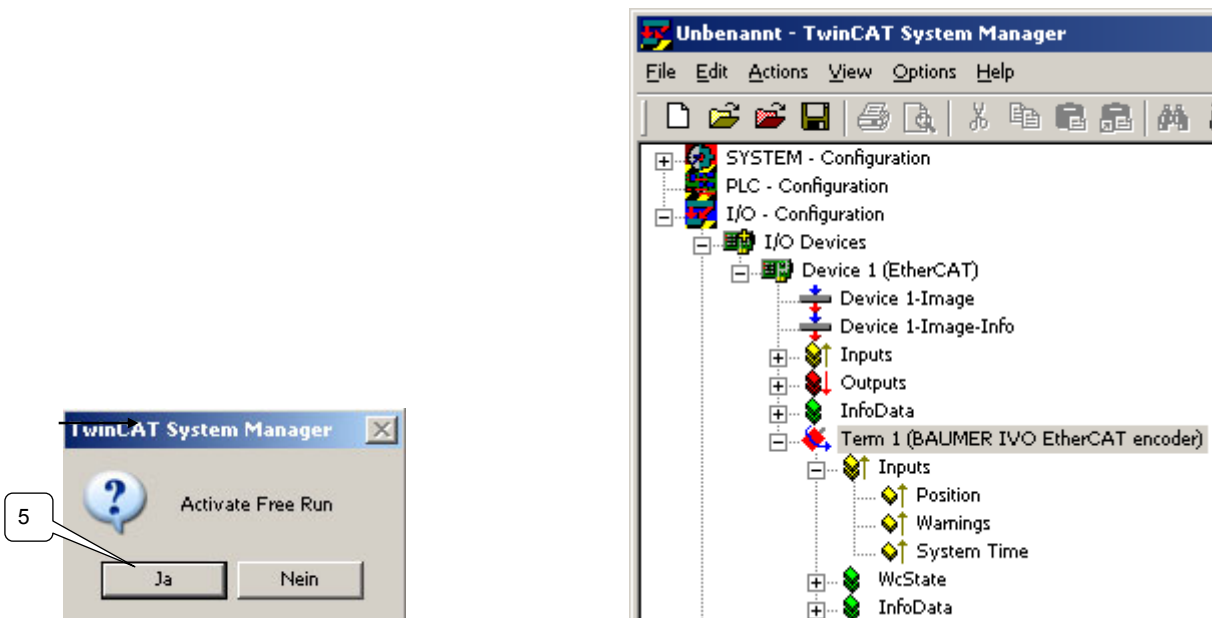 Unbenannt - TwinCAT System Manager
File Edit Actions View Options Help
SYSTEM - Configuration
PLC - Configuration
I/O - Configuration
I/O Devices
Device 1 (EtherCAT)
Device 1-Image
Device 1-Image-Info
Inputs
Outputs
InfoData
Term 1 (BAUMER IVO EtherCAT encoder)
Inputs
Position
Warnings
System Time
WcState
InfoData
TwinCAT System Manager
Activate Free Run
5
Ja Nein